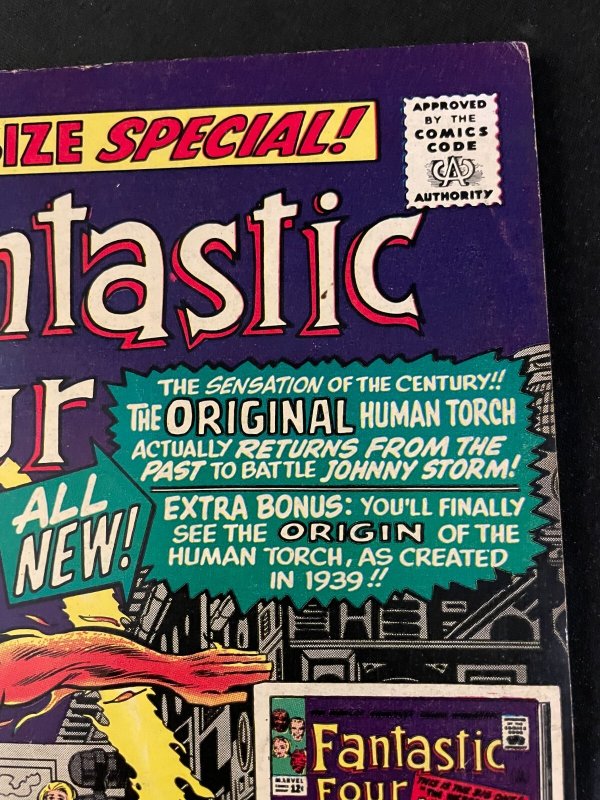 IZE SPECIAL!
APPROVED
BY THE
COMICS
CODE
CA
AUTHORITY
ntastic
ur
THE SENSATION OF THE CENTURY!!
THE ORIGINAL HUMAN TORCH
ACTUALLY RETURNS FROM THE
PAST TO BATTLE JOHNNY STORM!
ALL
NEW!
EXTRA BONUS: YOU'LL FINALLY
SEE THE ORIGIN OF THE
HUMAN TORCH, AS CREATED
IN 1939!!
Fantastic
Four
MARVEL
12¢